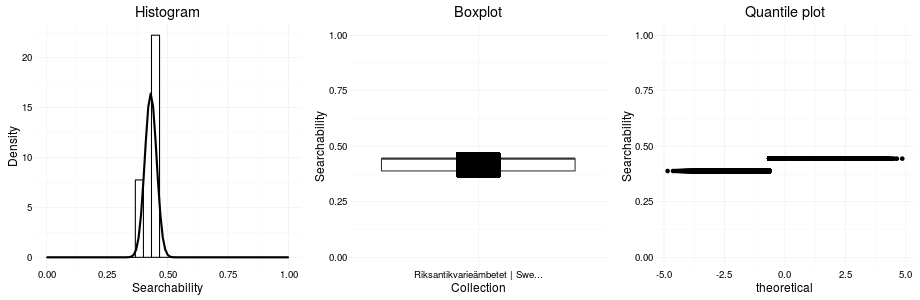 Histogram
Density
20
15
10
5
0
0.00 0.25 0.50 0.75 1.00
Searchability
Boxplot
Searchability
1.00
0.75
0.50
0.25
0.00
Riksantikvarieämbetet | Swe...
Collection
Quantile plot
Searchability
1.00
0.75
0.50
0.25
0.00
-5.0 -2.5 0.0 2.5 5.0
theoretical